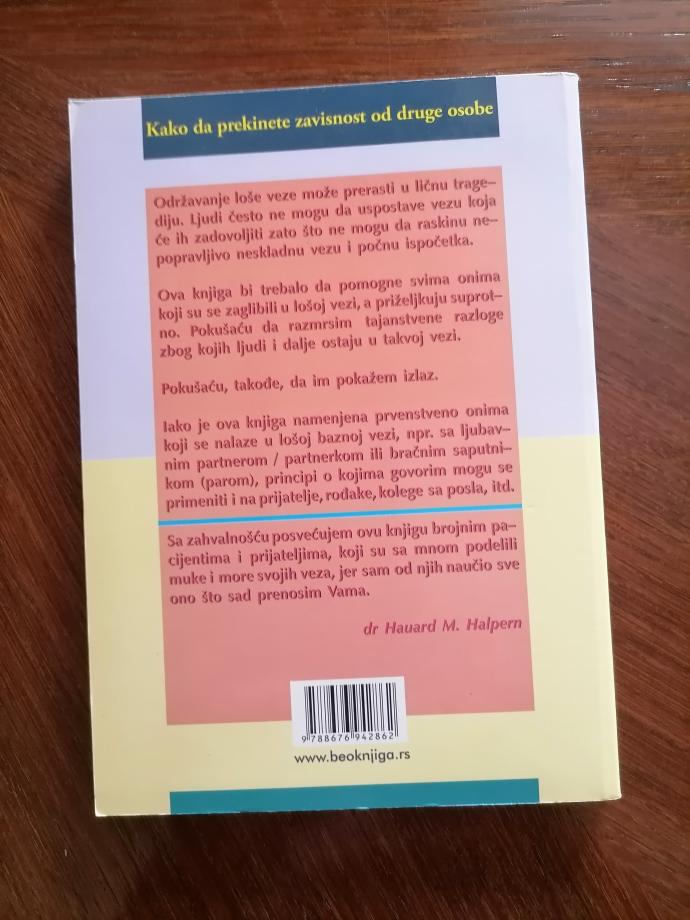 Kako da prekinete zavisnost od druge osobe
Održavanje loše veze može prerasti u ličnu trage-
diju. Ljudi često ne mogu da uspostave vezu koja
će ih zadovoljiti zato što ne mogu da raskinu ne-
popravljivo neskladnu vezu i počnu ispočetka.
Ova knjiga bi trebalo da pomogne svima onima
koji su se zaglibili u lošoj vezi, a priželjkuju suprot-
no. Pokušaću da razmrsim tajanstvene razloge
zbog kojih ljudi i dalje ostaju u takvoj vezi.
Pokušaću, takođe, da im pokažem izlaz.
Iako je ova knjiga namenjena prvenstveno onima
koji se nalaze u lošoj baznoj vezi, npr. sa ljubav-
nim partnerom / partnerkom ili bračnim saputni-
kom (parom), principi o kojima govorim mogu se
primeniti i na prijatelje, rođake, kolege sa posla, itd.
Sa zahvalnošću posvećujem ovu knjigu brojnim pa-
cijentima i prijateljima, koji su sa mnom podelili
muke i more svojih veza, jer sam od njih naučio sve
ono što sad prenosim Vama.
dr Hauard M. Halpern
9 788676 942862
www.beoknjiga.rs